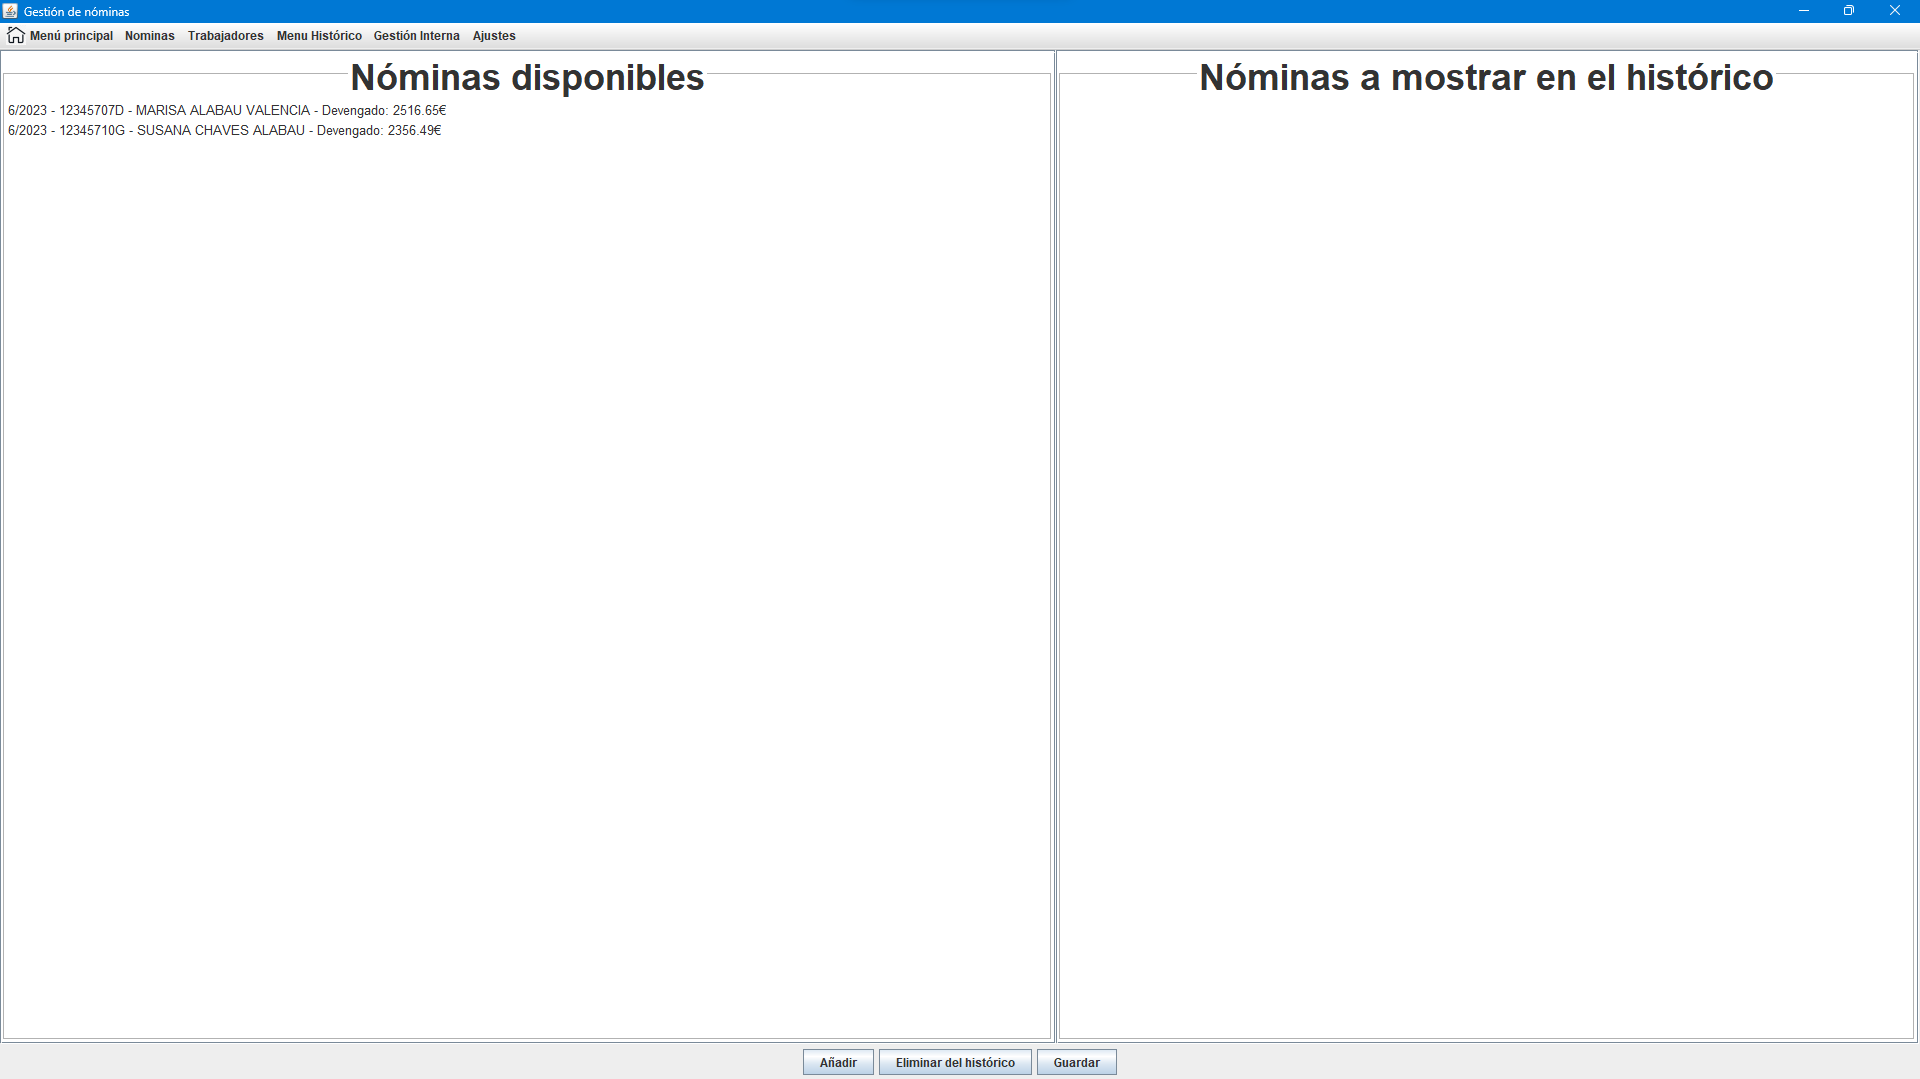 Gestión de nóminas
Menú principal Nominas Trabajadores Menu Histórico Gestión Interna Ajustes
Nóminas disponibles
6/2023 - 12345707D - MARISA ALABAU VALENCIA - Devengado: 2516.65€
6/2023 - 12345710G - SUSANA CHAVES ALABAU - Devengado: 2356.49€
Nóminas a mostrar en el histórico
Añadir Eliminar del histórico Guardar